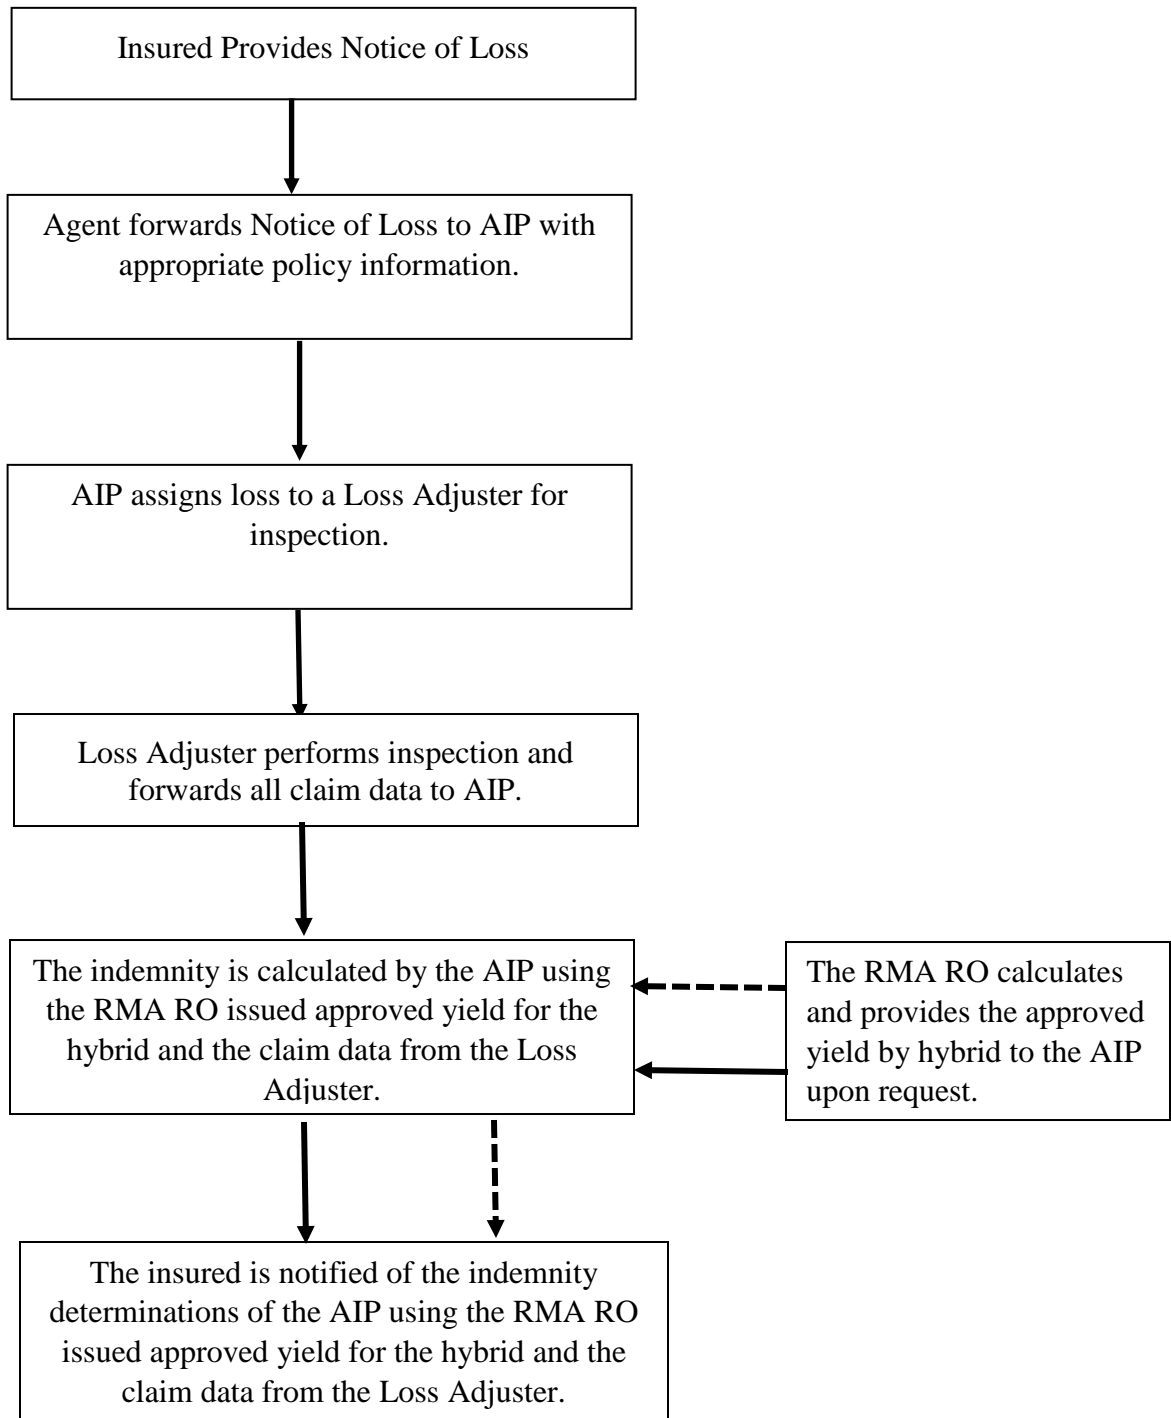 Insured Provides Notice of Loss
Agent forwards Notice of Loss to AIP with
appropriate policy information.
AIP assigns loss to a Loss Adjuster for
inspection.
Loss Adjuster performs inspection and
forwards all claim data to AIP.
The indemnity is calculated by the AIP using
the RMA RO issued approved yield for the
hybrid and the claim data from the Loss
Adjuster.
The RMA RO calculates
and provides the approved
yield by hybrid to the AIP
upon request.
The insured is notified of the indemnity
determinations of the AIP using the RMA RO
issued approved yield for the hybrid and the
claim data from the Loss Adjuster.